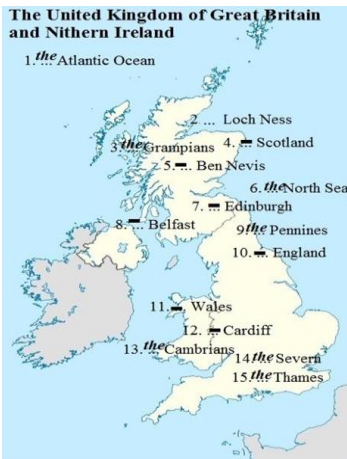 The United Kingdom of Great Britain
and Nithern Ireland
1. the ... Atlantic Ocean
2 ... Loch Ness
3. the ... Grampians
4. – ... Scotland
5. – ... Ben Nevis
6. the ... North Sea
7. – ... Edinburgh
8. – ... Belfast
9 the ... Pennines
10. – ... England
11. – ... Wales
12. – ... Cardiff
13. the ... Cambrians
14. the ... Severn
15. the ... Thames